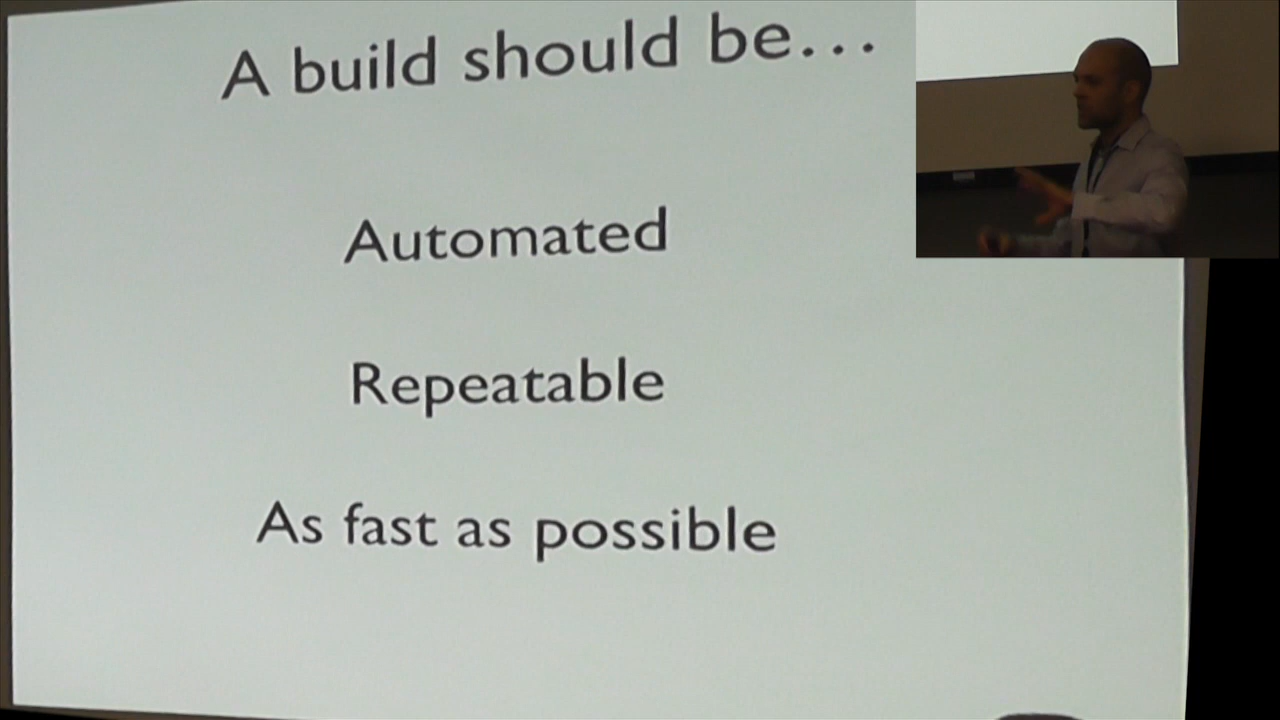 A build should be...
Automated
Repeatable
As fast as possible